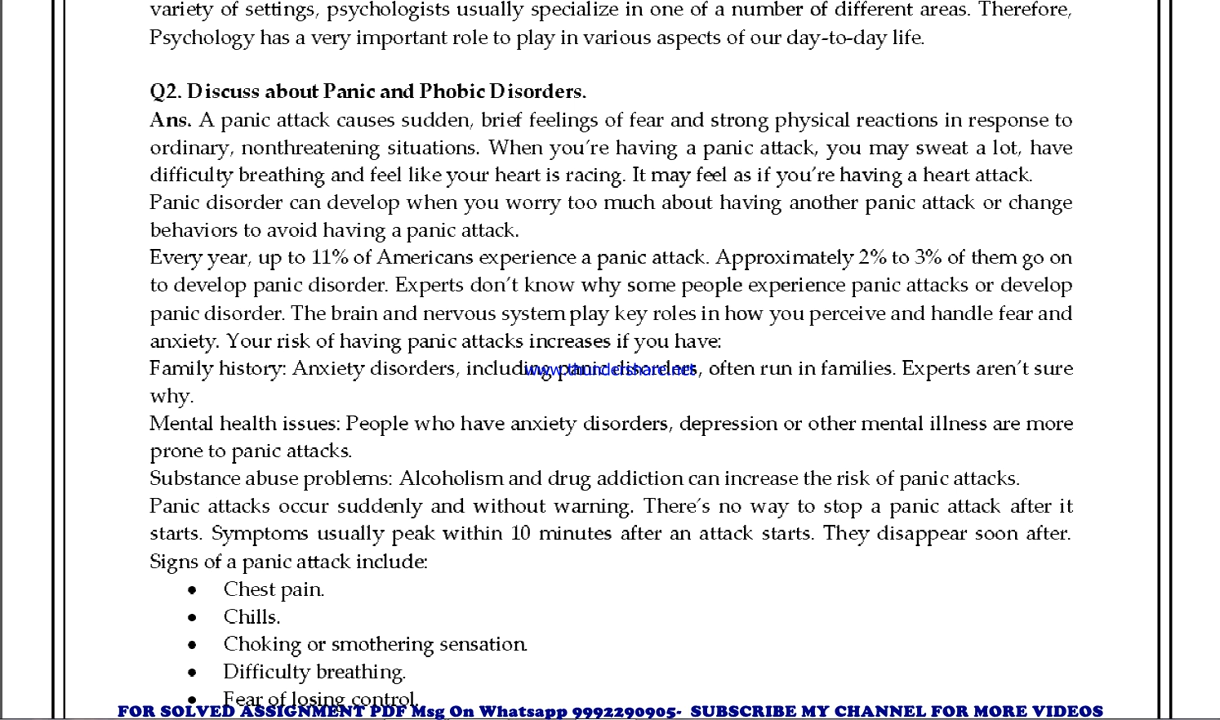 variety of settings, psychologists usually specialize in one of a number of different areas. Therefore,
Psychology has a very important role to play in various aspects of our day-to-day life.
Q2. Discuss about Panic and Phobic Disorders.
Ans. A panic attack causes sudden, brief feelings of fear and strong physical reactions in response to
ordinary, nonthreatening situations. When you're having a panic attack, you may sweat a lot, have
difficulty breathing and feel like your heart is racing. It may feel as if you're having a heart attack.
Panic disorder can develop when you worry too much about having another panic attack or change
behaviors to avoid having a panic attack.
Every year, up to 11% of Americans experience a panic attack. Approximately 2% to 3% of them go on
to develop panic disorder. Experts don't know why some people experience panic attacks or develop
panic disorder. The brain and nervous system play key roles in how you perceive and handle fear and
anxiety. Your risk of having panic attacks increases if you have:
Family history: Anxiety disorders, including panic disorders, often run in families. Experts aren't sure
www.thundershare.net
why.
Mental health issues: People who have anxiety disorders, depression or other mental illness are more
prone to panic attacks.
Substance abuse problems: Alcoholism and drug addiction can increase the risk of panic attacks.
Panic attacks occur suddenly and without warning. There's no way to stop a panic attack after it
starts. Symptoms usually peak within 10 minutes after an attack starts. They disappear soon after.
Signs of a panic attack include:
• Chest pain.
• Chills.
• Choking or smothering sensation.
• Difficulty breathing.
• Fear of losing control.
FOR SOLVED ASSIGNMENT PDF Msg On Whatsapp 9992290905- SUBSCRIBE MY CHANNEL FOR MORE VIDEOS